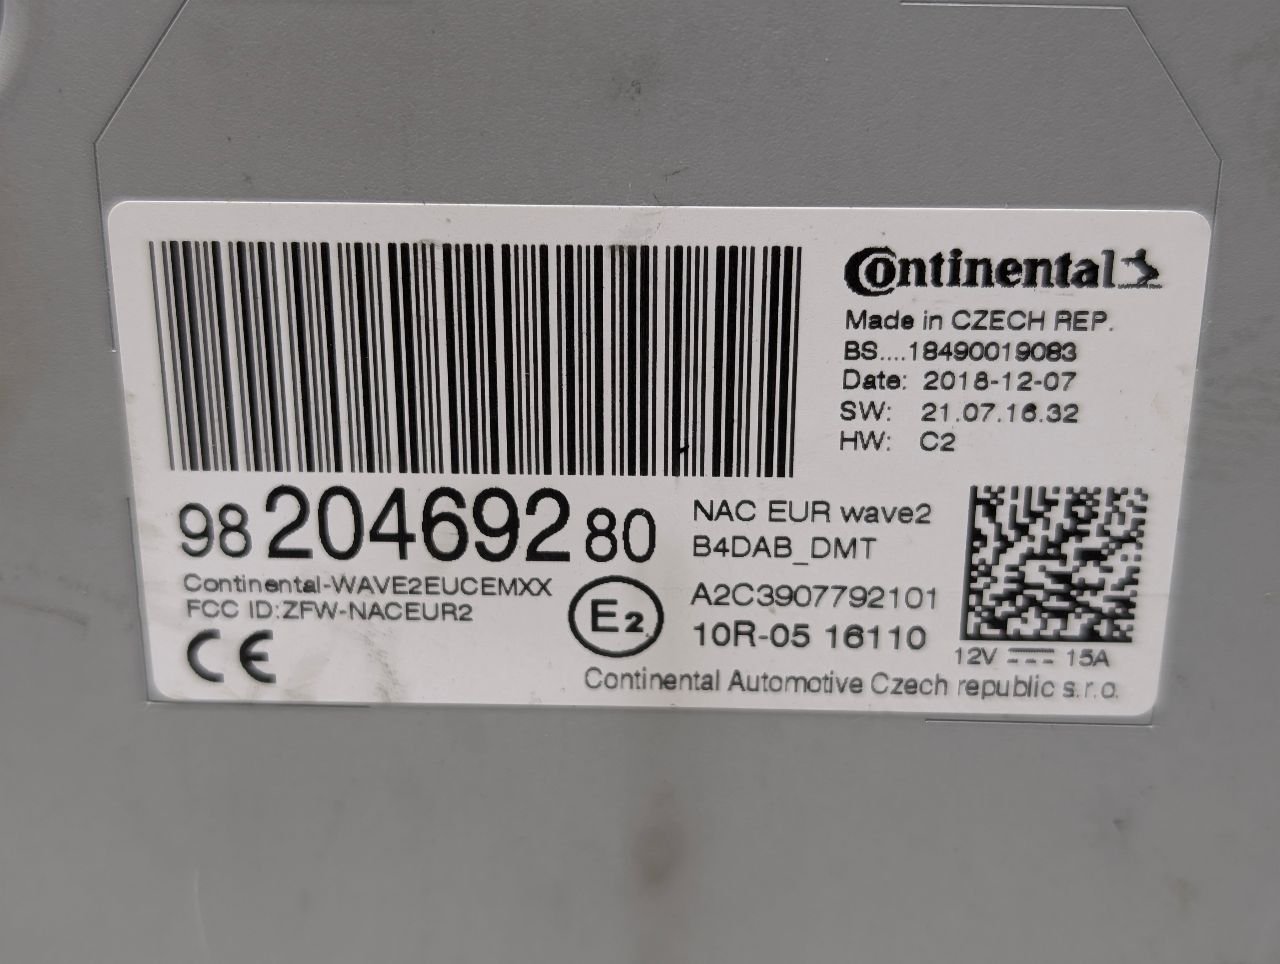 Continental
Made in CZECH REP.
BS....18490019083
Date: 2018-12-07
SW: 21.07.16.32
HW: C2
98 204692 80
NAC EUR wave2
B4DAB_DMT
Continental-WAVE2EUCEMXX
FCC ID:ZFW-NACEUR2
CE
E2
A2C3907792101
10R-05 16110
12V 15A
Continental Automotive Czech republic s.r.o.